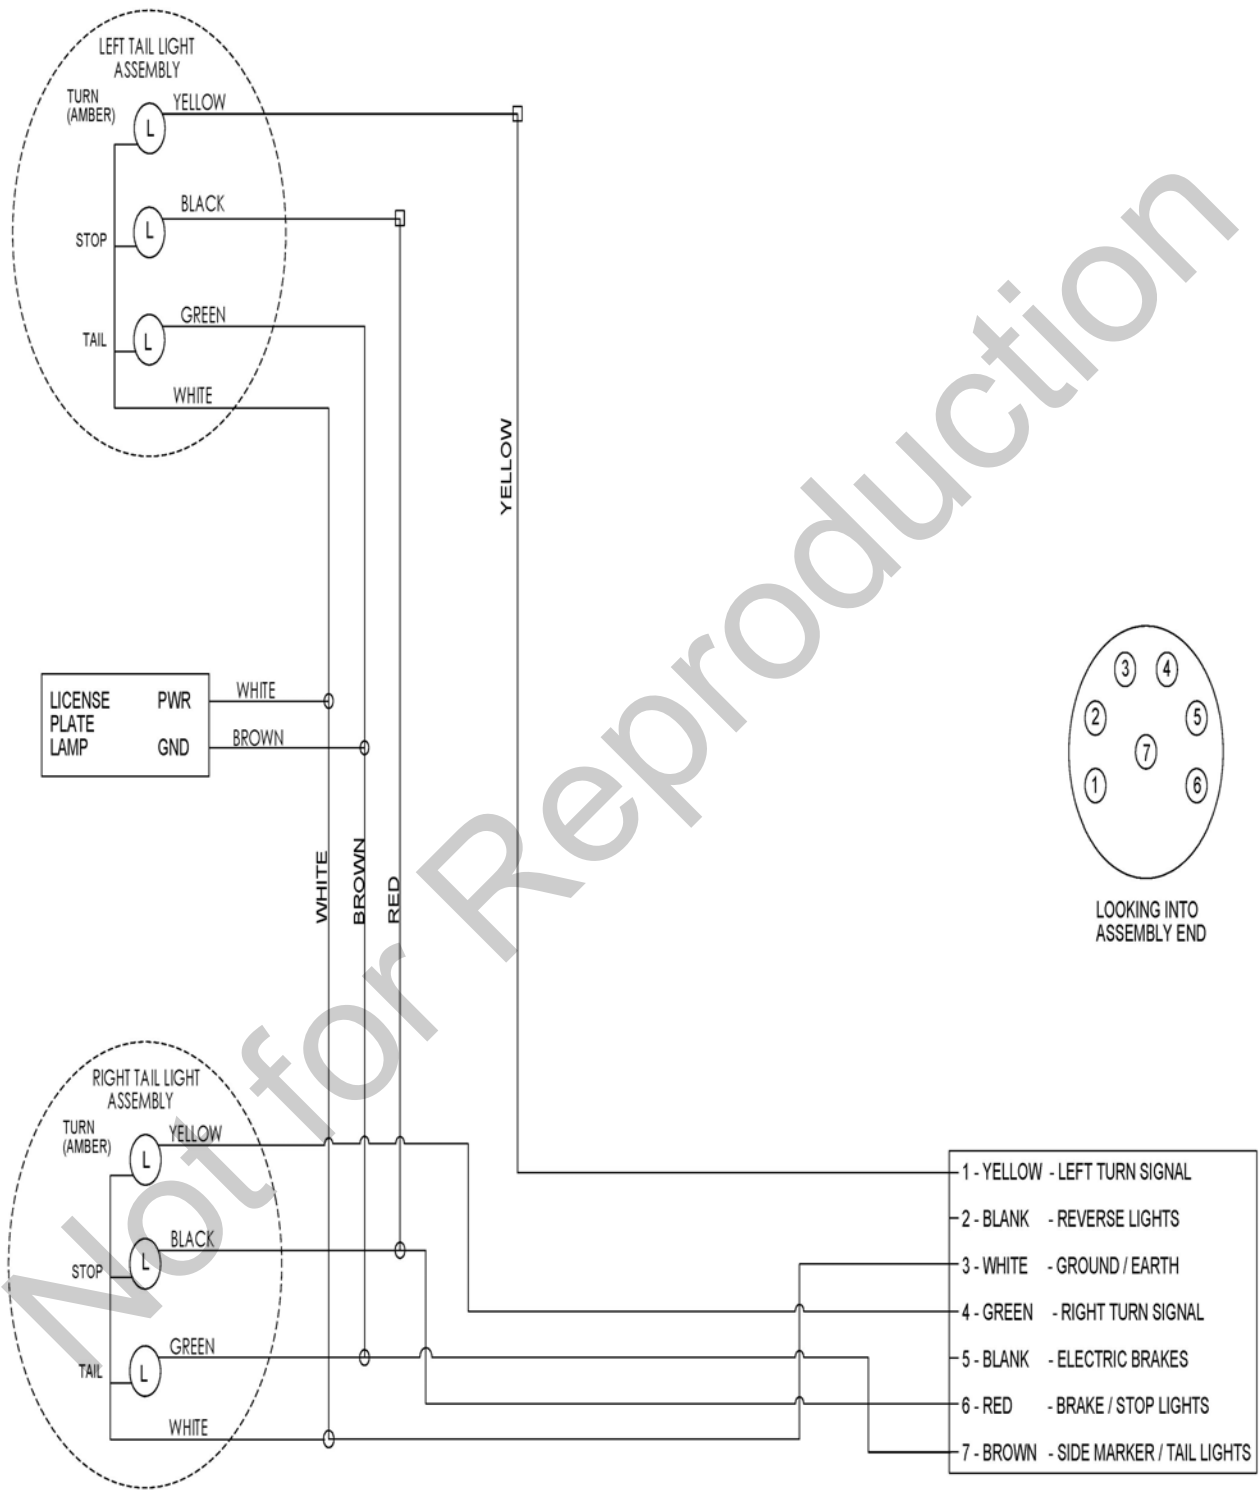 LEFT TAIL LIGHT
ASSEMBLY
TURN
(AMBER)
L
YELLOW
BLACK
STOP
L
GREEN
TAIL
L
WHITE
YELLOW
LICENSE
PLATE
LAMP
PWR
GND
WHITE
BROWN
WHITE
BROWN
RED
3
4
2
5
7
1
6
LOOKING INTO
ASSEMBLY END
RIGHT TAIL LIGHT
ASSEMBLY
TURN
(AMBER)
L
YELLOW
BLACK
STOP
L
GREEN
TAIL
L
WHITE
1 - YELLOW - LEFT TURN SIGNAL
2 - BLANK - REVERSE LIGHTS
3 - WHITE - GROUND / EARTH
4 - GREEN - RIGHT TURN SIGNAL
5 - BLANK - ELECTRIC BRAKES
6 - RED - BRAKE / STOP LIGHTS
7 - BROWN - SIDE MARKER / TAIL LIGHTS
Not for Reproduction